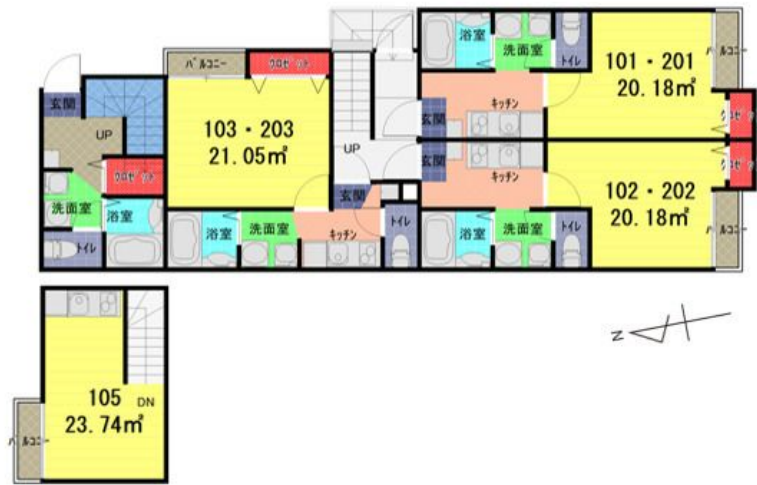 浴室
洗面室
トイレ
101・201
20.18㎡
バルコニー
クロゼット
キッチン
玄関
バルコニー
クロゼット
103・203
21.05㎡
玄関
UP
クロゼット
洗面室
浴室
トイレ
UP
玄関
浴室
洗面室
キッチン
トイレ
玄関
キッチン
102・202
20.18㎡
クロゼット
バルコニー
浴室
洗面室
トイレ
N
105
DN
23.74㎡
バルコニー